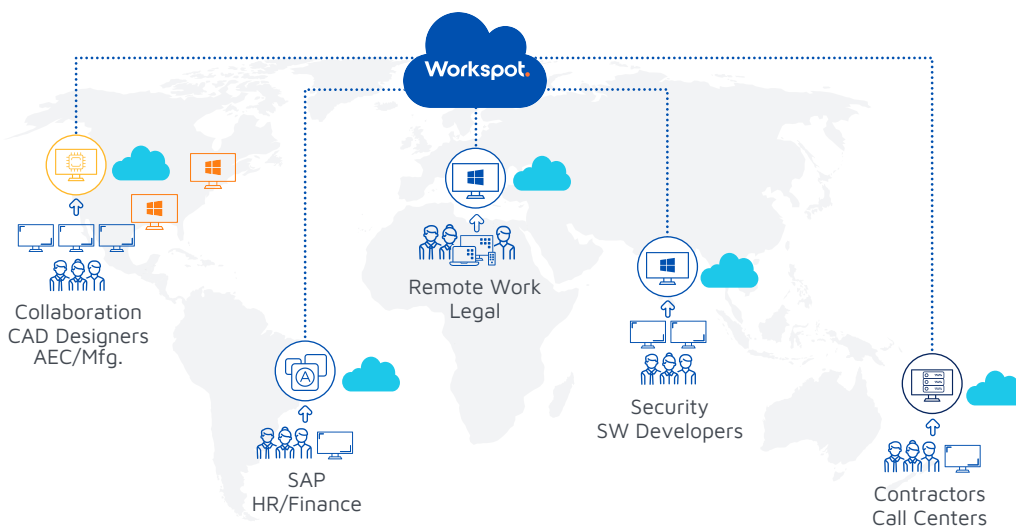 Workspot.
Collaboration
CAD Designers
AEC/Mfg.
Remote Work
Legal
A
SAP
HR/Finance
Security
SW Developers
Contractors
Call Centers